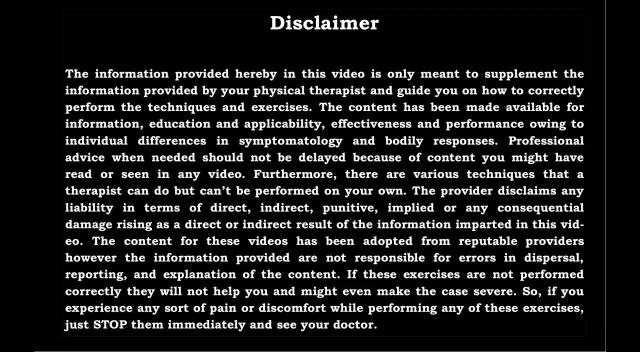 Disclaimer
The information provided hereby in this video is only meant to supplement the
information provided by your physical therapist and guide you on how to correctly
perform the techniques and exercises. The content has been made available for
information, education and applicability, effectiveness and performance owing to
individual differences in symptomatology and bodily responses. Professional
advice when needed should not be delayed because of content you might have
read or seen in any video. Furthermore, there are various techniques that a
therapist can do but can't be performed on your own. The provider disclaims any
liability in terms of direct, indirect, punitive, implied or any consequential
damage rising as a direct or indirect result of the information imparted in this vid-
eo. The content for these videos has been adopted from reputable providers
however the information provided are not responsible for errors in dispersal,
reporting, and explanation of the content. If these exercises are not performed
correctly they will not help you and might even make the case severe. So, if you
experience any sort of pain or discomfort while performing any of these exercises,
just STOP them immediately and see your doctor.